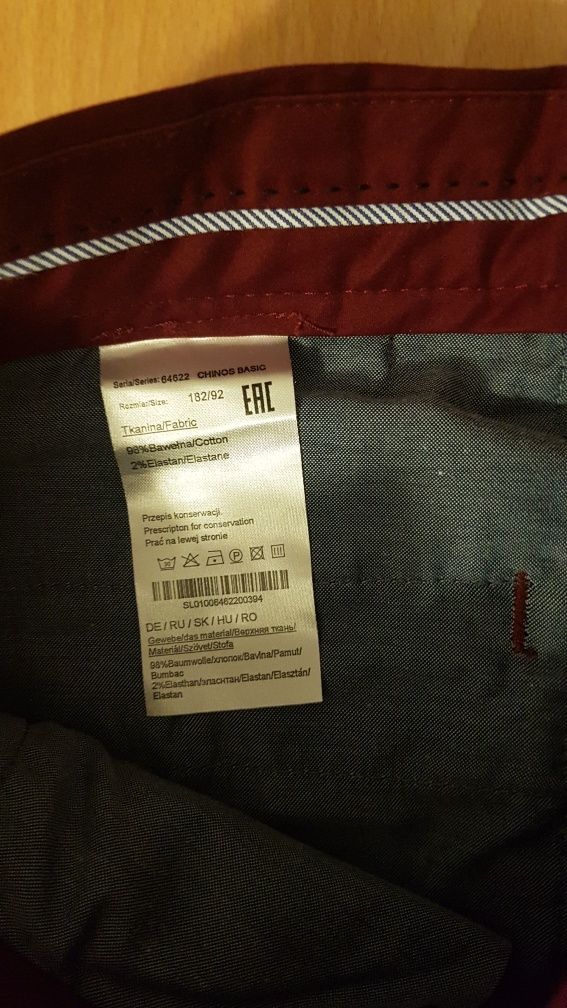 Seria/Series: 64622 CHINOS BASIC
Rozmiar/Size: 182/92
EAC
Tkanina/Fabric
98%Bawełna/Cotton
2%Elastan/Elastane
Przepis konserwacji.
Prescripton for conservation
Prać na lewej stronie
30 P
SL01006462200394
DE / RU / SK / HU / RO
Gewebe/das material/Верхняя ткань/
Materiál/Szövet/Stofa
98%Baumwolle/хлопок/Bavlna/Pamut/
Bumbac
2%Elasthan/эластан/Elastan/Elasztán/
Elastan